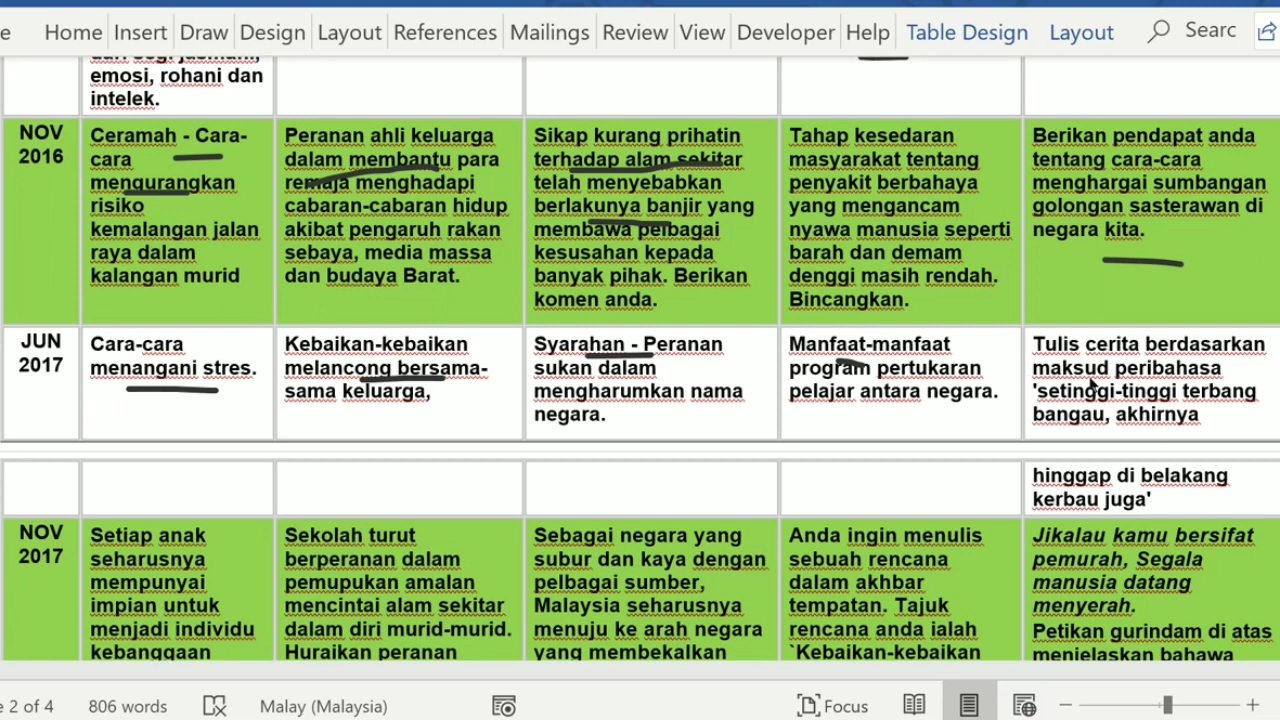 Home Insert Draw Design Layout References Mailings Review View Developer Help Table Design Layout Searc
emosi, rohani dan
intelek.
NOV
2016
Ceramah - Cara-
cara
mengurangkan
risiko
kemalangan jalan
raya dalam
kalangan murid
Peranan ahli keluarga
dalam membantu para
remaja menghadapi
cabaran-cabaran hidup
akibat pengaruh rakan
sebaya, media massa
dan budaya Barat.
Sikap kurang prihatin
terhadap alam sekitar
telah menyebabkan
berlakunya banjir yang
membawa pelbagai
kesusahan kepada
banyak pihak. Berikan
komen anda.
Tahap kesedaran
masyarakat tentang
penyakit berbahaya
yang mengancam
nyawa manusia seperti
barah dan demam
denggi masih rendah.
Bincangkan.
Berikan pendapat anda
tentang cara-cara
menghargai sumbangan
golongan sasterawan di
negara kita.
JUN
2017
Cara-cara
menangani stres.
Kebaikan-kebaikan
melancong bersama-
sama keluarga,
Syarahan - Peranan
sukan dalam
mengharumkan nama
negara.
Manfaat-manfaat
program pertukaran
pelajar antara negara.
Tulis cerita berdasarkan
maksud peribahasa
'setinggi-tinggi terbang
bangau, akhirnya
hinggap di belakang
kerbau juga'
NOV
2017
Setiap anak
seharusnya
mempunyai
impian untuk
menjadi individu
kebanggaan
Sekolah turut
berperanan dalam
pemupukan amalan
mencintai alam sekitar
dalam diri murid-murid.
Huraikan peranan
Sebagai negara yang
subur dan kaya dengan
pelbagai sumber,
Malaysia seharusnya
menuju ke arah negara
yang membekalkan
Anda ingin menulis
sebuah rencana
dalam akhbar
tempatan. Tajuk
rencana anda ialah
`Kebaikan-kebaikan
Jikalau kamu bersifat
pemurah, Segala
manusia datang
menyerah.
Petikan gurindam di atas
menjelaskan bahawa
2 of 4 806 words Malay (Malaysia) Focus